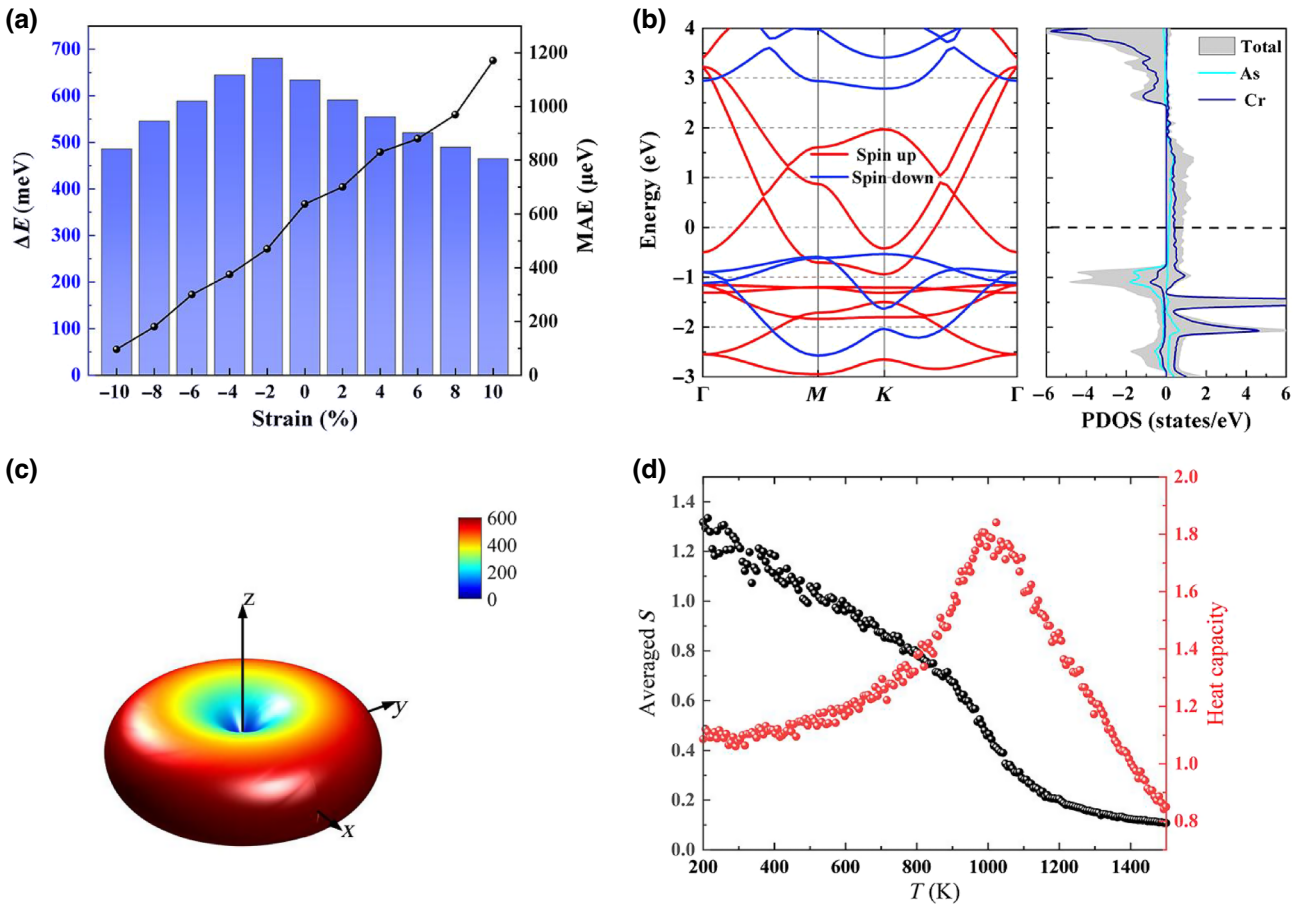 (a)
700
600
500
400
300
200
100
0
ΔE (meV)
1200
1000
800
600
400
200
0
MAE (μeV)
−10 −8 −6 −4 −2 0 2 4 6 8 10
Strain (%)
(b)
4
3
2
1
0
−1
−2
−3
Energy (eV)
Spin up
Spin down
Γ M K Γ
Total
As
Cr
−6 −4 −2 0 2 4 6
PDOS (states/eV)
(c)
600
400
200
0
z
y
x
(d)
1.4
1.2
1.0
0.8
0.6
0.4
0.2
0.0
Averaged S
2.0
1.8
1.6
1.4
1.2
1.0
0.8
Heat capacity
200 400 600 800 1000 1200 1400
T (K)